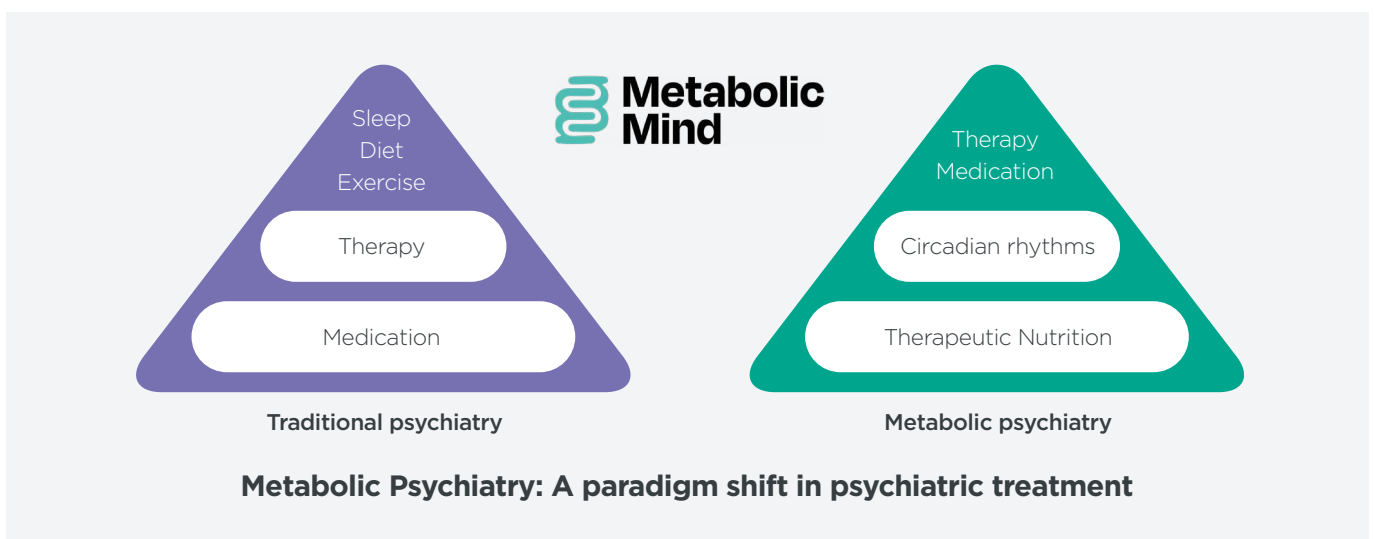 Metabolic
Mind
Sleep
Diet
Exercise
Therapy
Medication
Traditional psychiatry
Therapy
Medication
Circadian rhythms
Therapeutic Nutrition
Metabolic psychiatry
Metabolic Psychiatry: A paradigm shift in psychiatric treatment